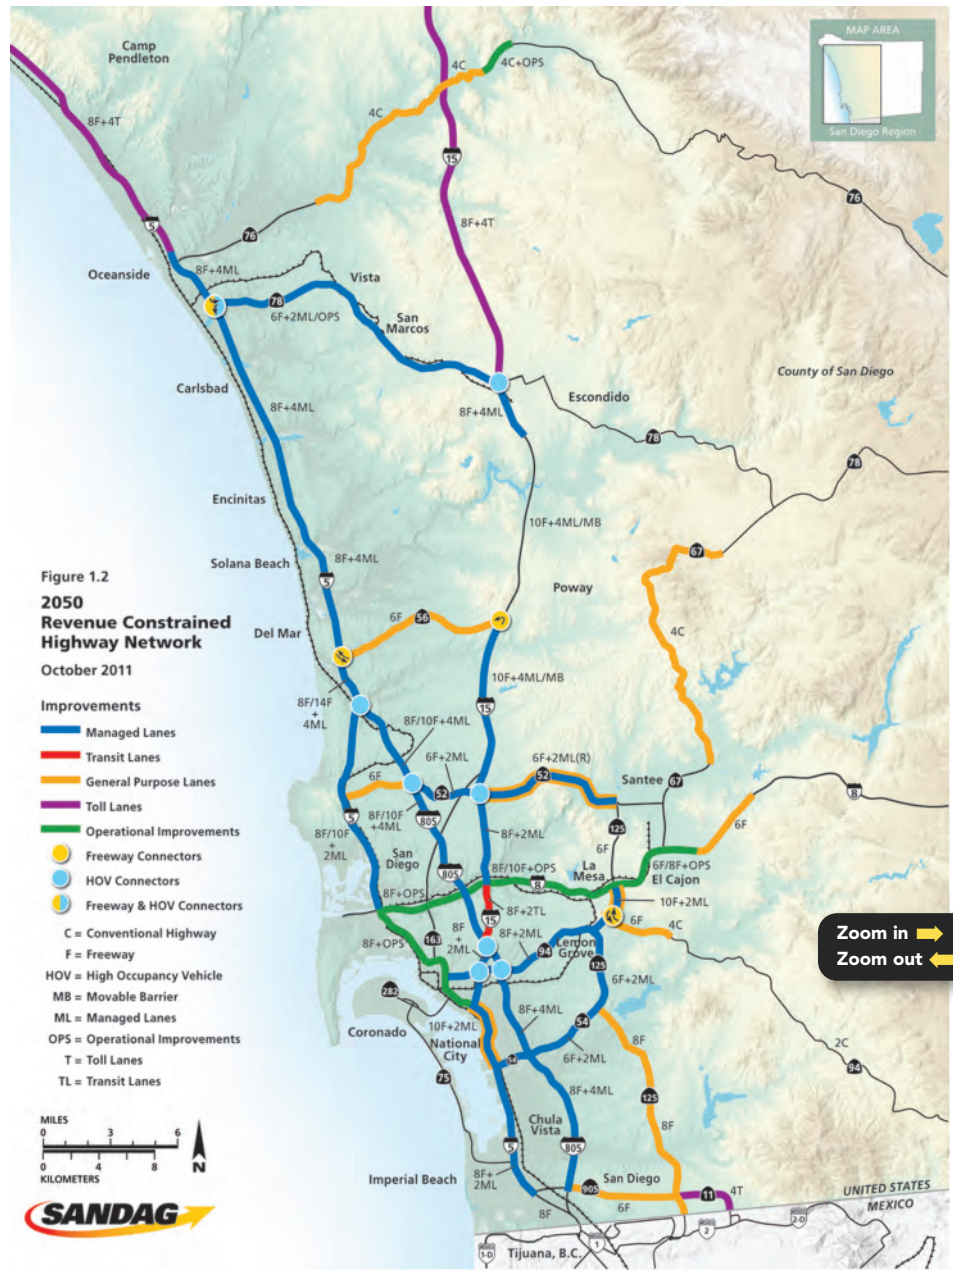 MAP AREA
San Diego Region
Camp
Pendleton
4C
4C+OPS
4C
8F+4T
15
76
5
8F+4T
76
Oceanside
8F+4ML
Vista
78
6F+2ML/OPS
San
Marcos
County of San Diego
Carlsbad
8F+4ML
8F+4ML
Escondido
78
78
Encinitas
10F+4ML/MB
Solana Beach
8F+4ML
67
5
Poway
Figure 1.2
2050
Revenue Constrained
Highway Network
October 2011
Del Mar
6F
56
4C
10F+4ML/MB
8F/14F
+
4ML
15
8F/10F+4ML
6F+2ML
6F+2ML(R)
6F
52
52
Santee
67
8
5
8F/10F
+4ML
805
125
6F
8F/10F
+
2ML
8F+2ML
6F
San
Diego
805
8F/10F+OPS
8
La
Mesa
6F/8F+OPS
El Cajon
8F+OPS
10F+2ML
8F+2TL
15
6F
4C
8F+OPS
163
8F
+
2ML
8F+2ML
94
Lemon
Grove
125
6F+2ML
282
Coronado
10F+2ML
National
City
8F+4ML
54
6F+2ML
54
8F
2C
94
75
8F+4ML
125
8F
Chula
Vista
5
805
Imperial Beach
8F+
2ML
San Diego
905
6F
8F
11
4T
UNITED STATES
MEXICO
Tijuana, B.C.
1-D
1
2
2-D
Improvements
Managed Lanes
Transit Lanes
General Purpose Lanes
Toll Lanes
Operational Improvements
Freeway Connectors
HOV Connectors
Freeway & HOV Connectors
C = Conventional Highway
F = Freeway
HOV = High Occupancy Vehicle
MB = Movable Barrier
ML = Managed Lanes
OPS = Operational Improvements
T = Toll Lanes
TL = Transit Lanes
MILES
0 3 6
0 4 8
KILOMETERS
N
SANDAG
Zoom in
Zoom out